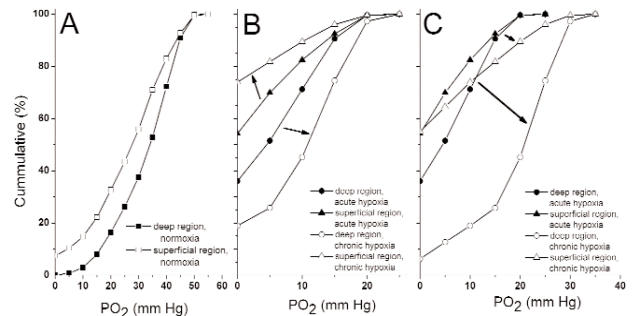 A
B
C
Cummulative (%)
100
80
60
40
20
0
deep region,
normoxia
superficial region,
normoxia
0 10 20 30 40 50 60
PO2 (mm Hg)
deep region,
acute hypoxia
superficial region,
acute hypoxia
deep region,
chronic hypoxia
superficial region,
chronic hypoxia
0 10 20
PO2 (mm Hg)
deep region,
acute hypoxia
superficial region,
acute hypoxia
deep region,
chronic hypoxia
superficial region,
chronic hypoxia
0 10 20 30 40
PO2 (mm Hg)